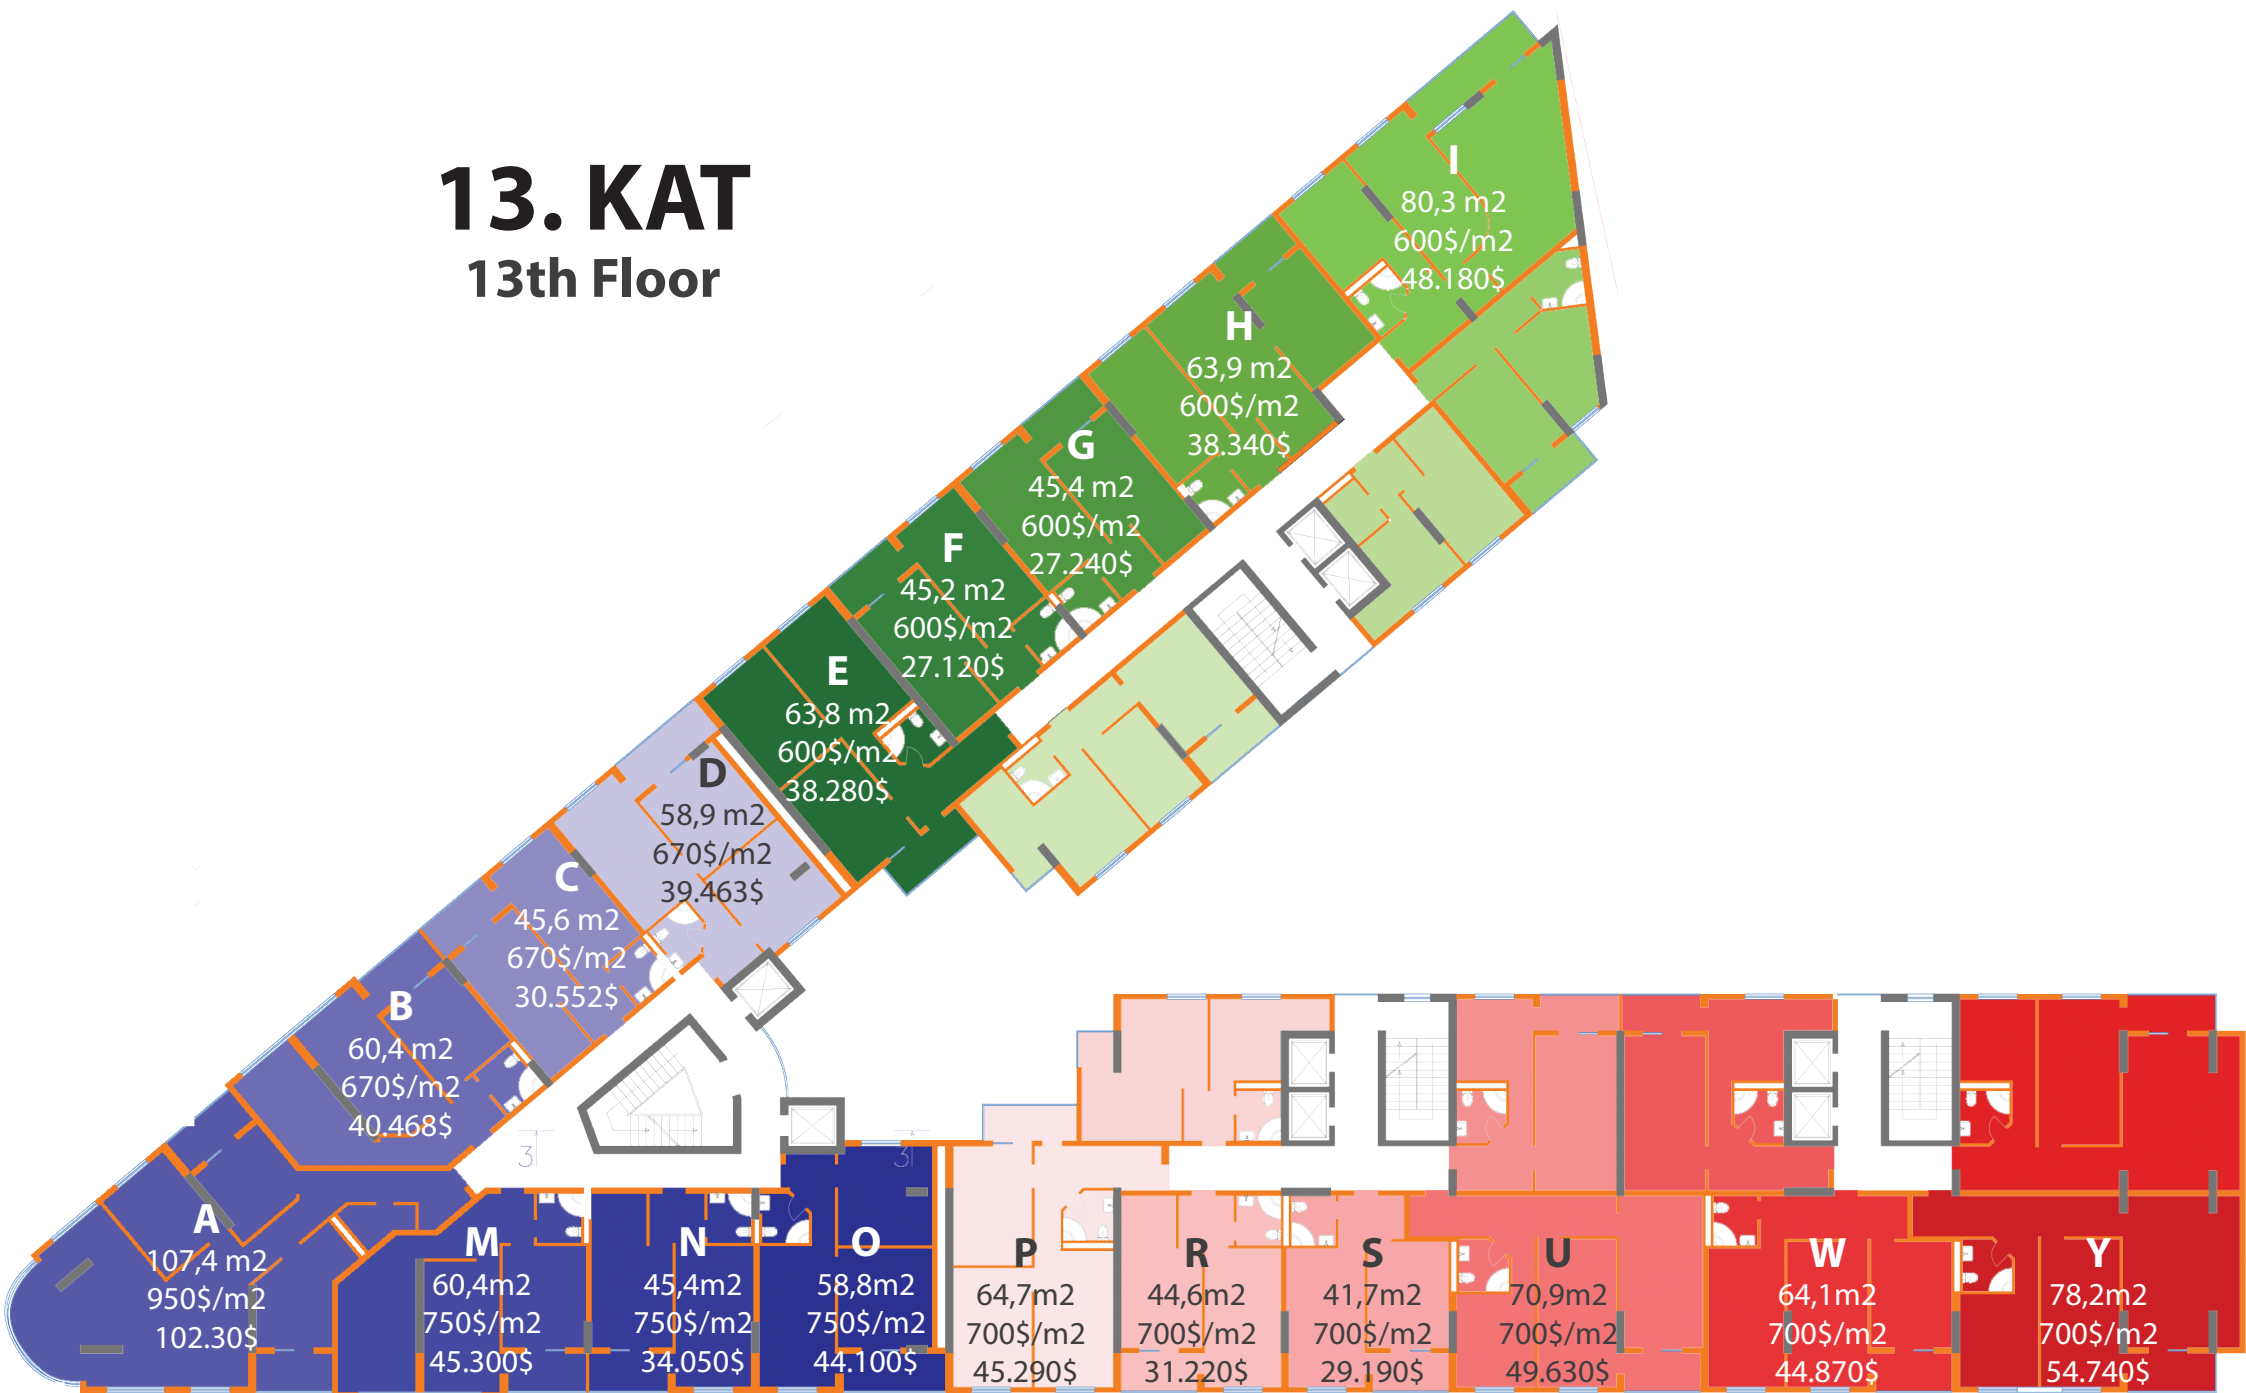 13. KAT
13th Floor
I
80,3 m2
600$/m2
48.180$
H
63,9 m2
600$/m2
38.340$
G
45,4 m2
600$/m2
27.240$
F
45,2 m2
600$/m2
27.120$
E
63,8 m2
600$/m2
38.280$
D
58,9 m2
670$/m2
39.463$
C
45,6 m2
670$/m2
30.552$
B
60,4 m2
670$/m2
40.468$
A
107,4 m2
950$/m2
102.30$
3
3
M
60,4m2
750$/m2
45.300$
N
45,4m2
750$/m2
34.050$
O
58,8m2
750$/m2
44.100$
P
64,7m2
700$/m2
45.290$
R
44,6m2
700$/m2
31.220$
S
41,7m2
700$/m2
29.190$
U
70,9m2
700$/m2
49.630$
W
64,1m2
700$/m2
44.870$
Y
78,2m2
700$/m2
54.740$